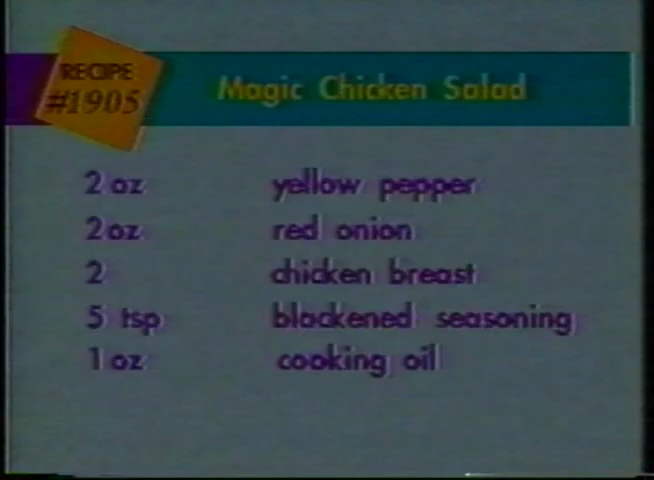 RECIPE
#1905
Magic Chicken Salad
2 oz yellow pepper
2 oz red onion
2 chicken breast
5 tsp blackened seasoning
1 oz cooking oil